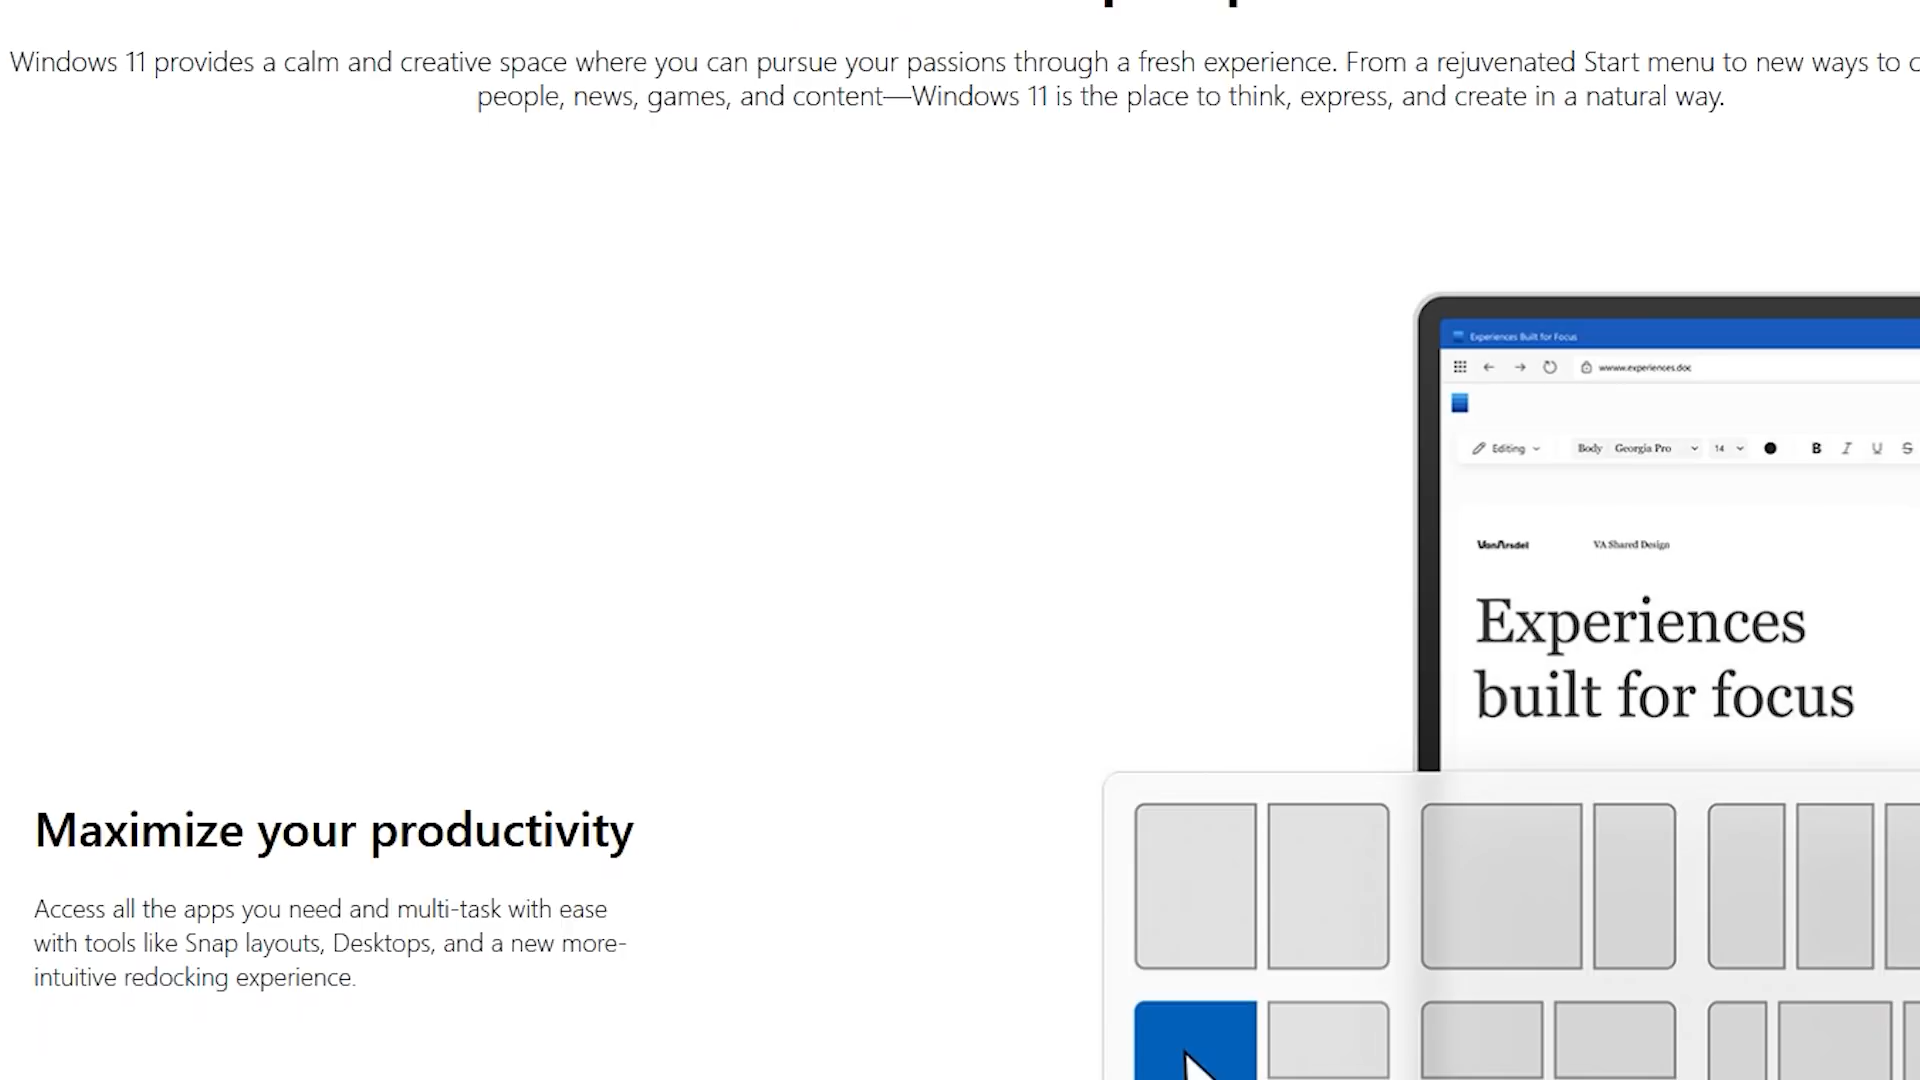 Windows 11 provides a calm and creative space where you can pursue your passions through a fresh experience. From a rejuvenated Start menu to new ways to
people, news, games, and content—Windows 11 is the place to think, express, and create in a natural way.
Experiences Built for Focus
wwww.experiences.doc
Editing
Body Georgia Pro 14 B I U S
VanArsdel VA Shared Design
Experiences
built for focus
Maximize your productivity
Access all the apps you need and multi-task with ease
with tools like Snap layouts, Desktops, and a new more-
intuitive redocking experience.